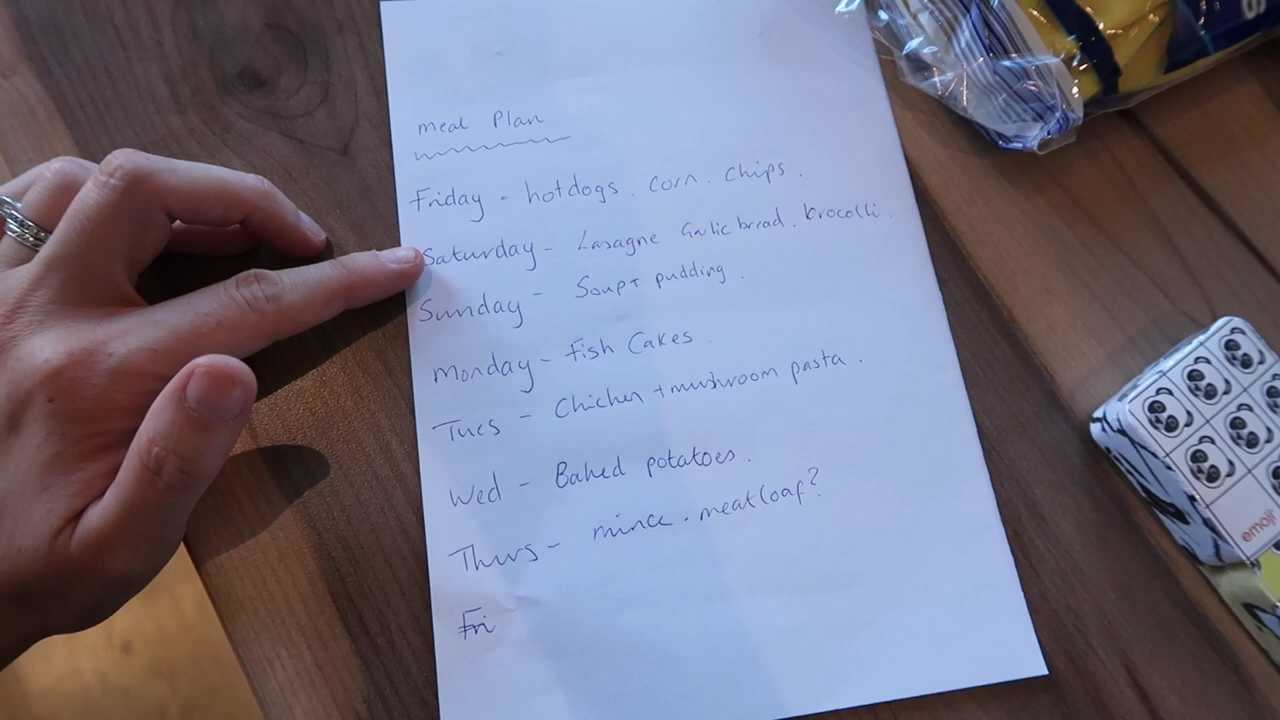 meal Plan
Friday - hotdogs. Corn. Chips.
Saturday - Lasagne Garlic bread. brocolli.
Sunday - Soup + pudding.
Monday - fish Cakes.
Tues - Chicken + mushroom pasta.
Wed - Baked potatoes.
Thurs - mince. meatloaf?
Fri
emoji